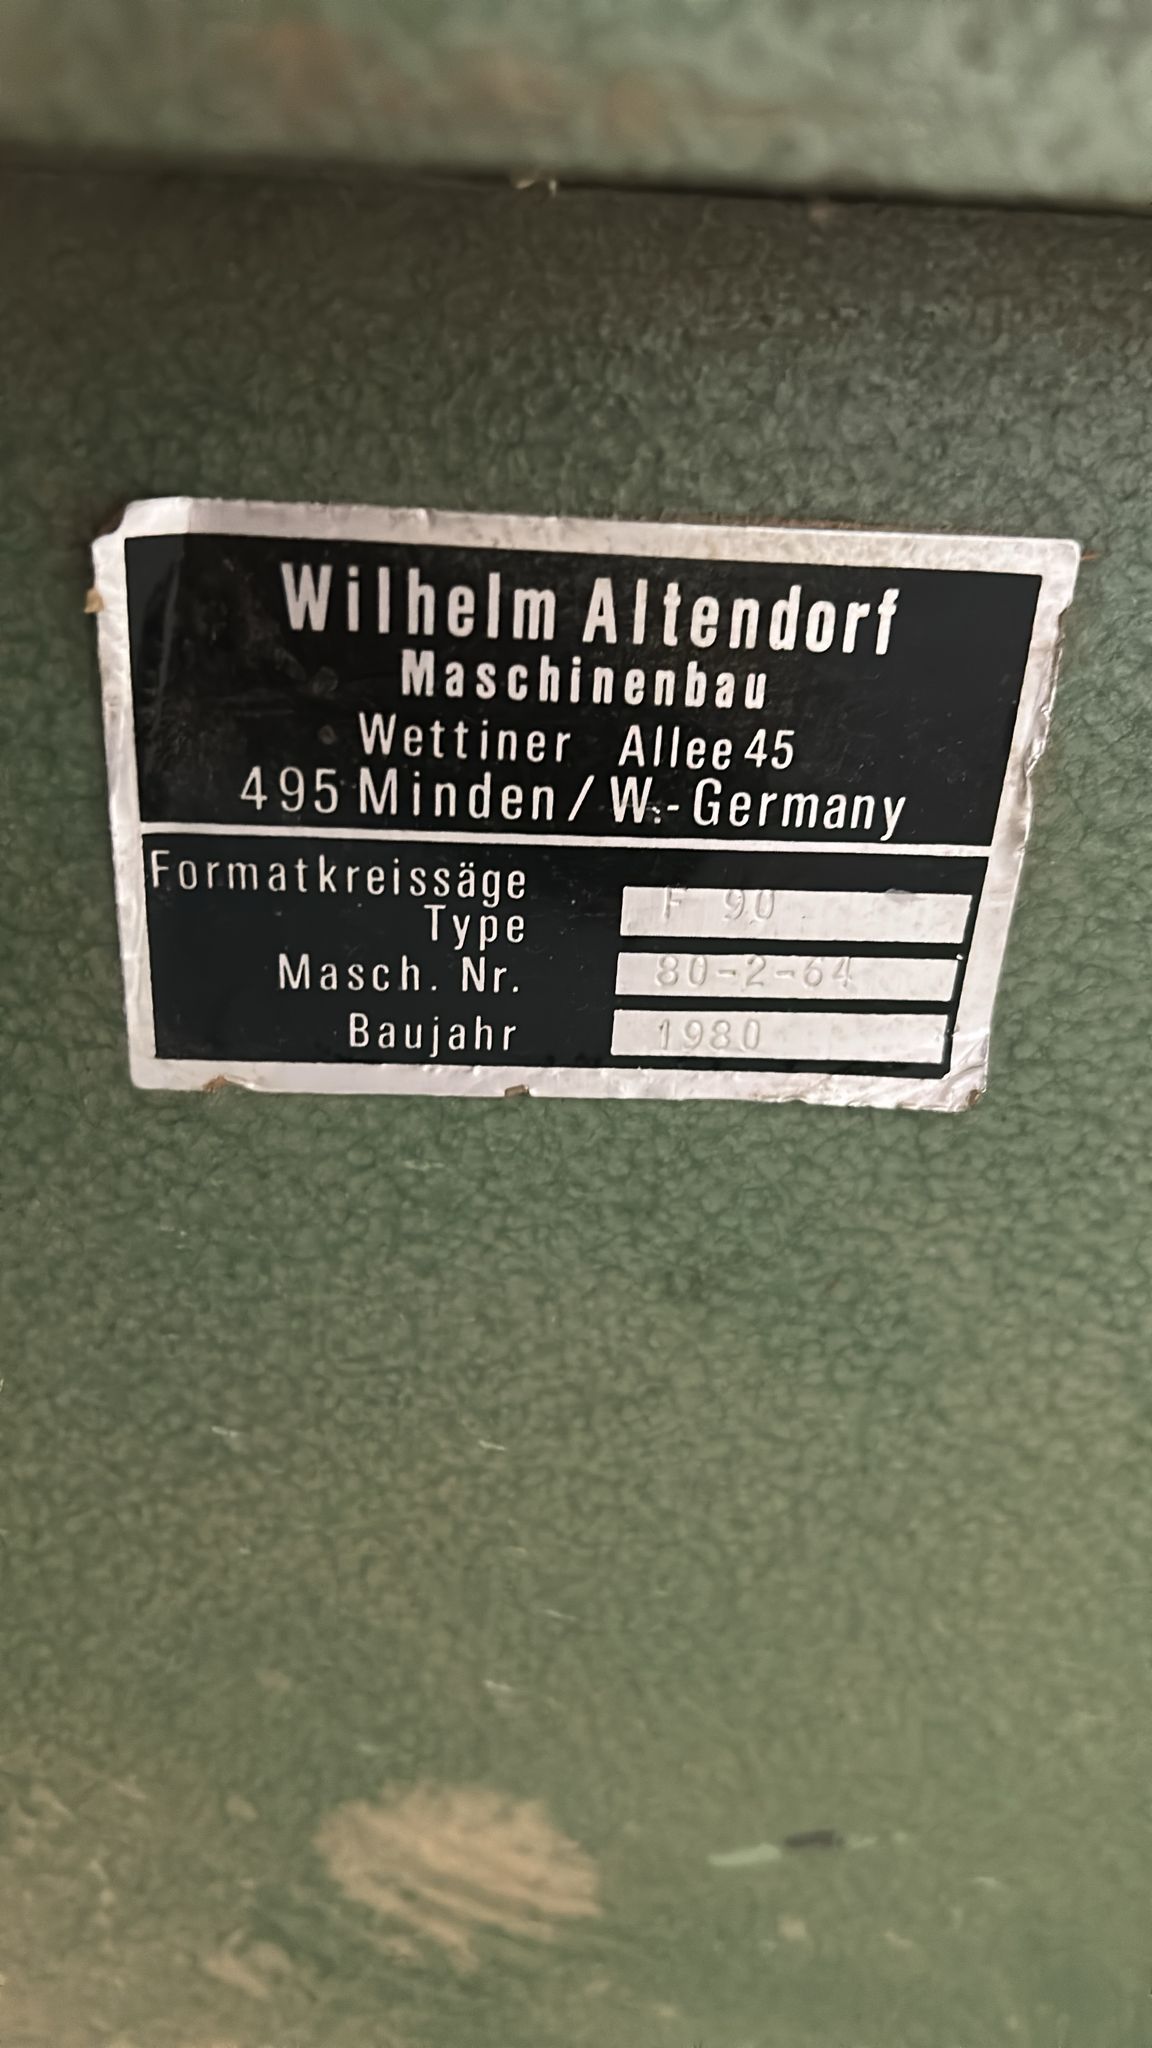 Wilhelm Altendorf
Maschinenbau
Wettiner Allee 45
495 Minden / W.-Germany
Formatkreissäge
Type F 90
Masch. Nr. 80-2-64
Baujahr 1980